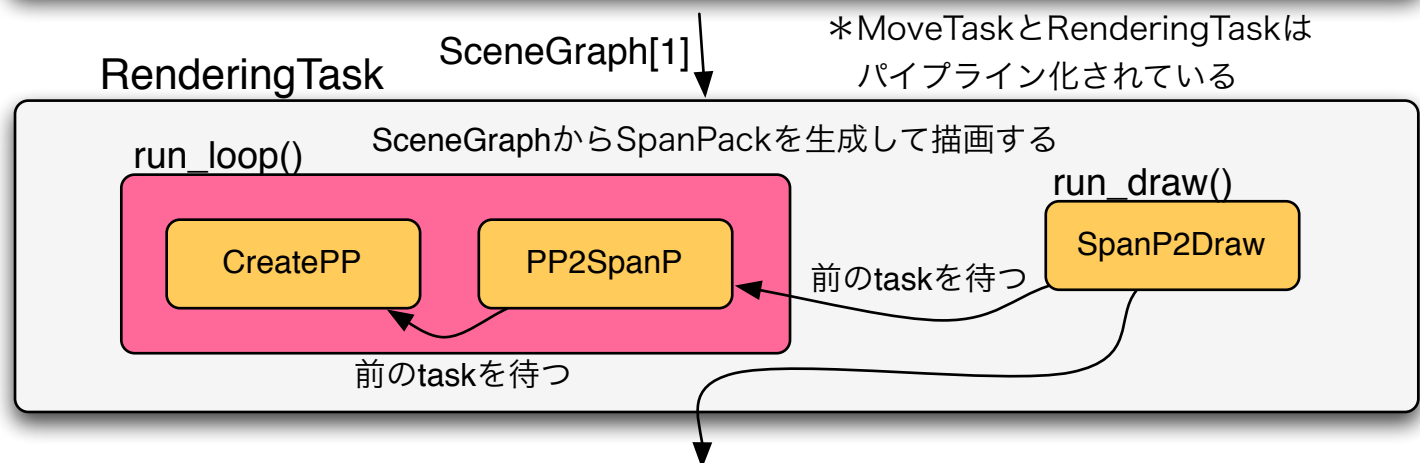 SceneGraph[1]
＊MoveTaskとRenderingTaskは
パイプライン化されている
RenderingTask
SceneGraphからSpanPackを生成して描画する
run_loop()
run_draw()
CreatePP
PP2SpanP
SpanP2Draw
前のtaskを待つ
前のtaskを待つ